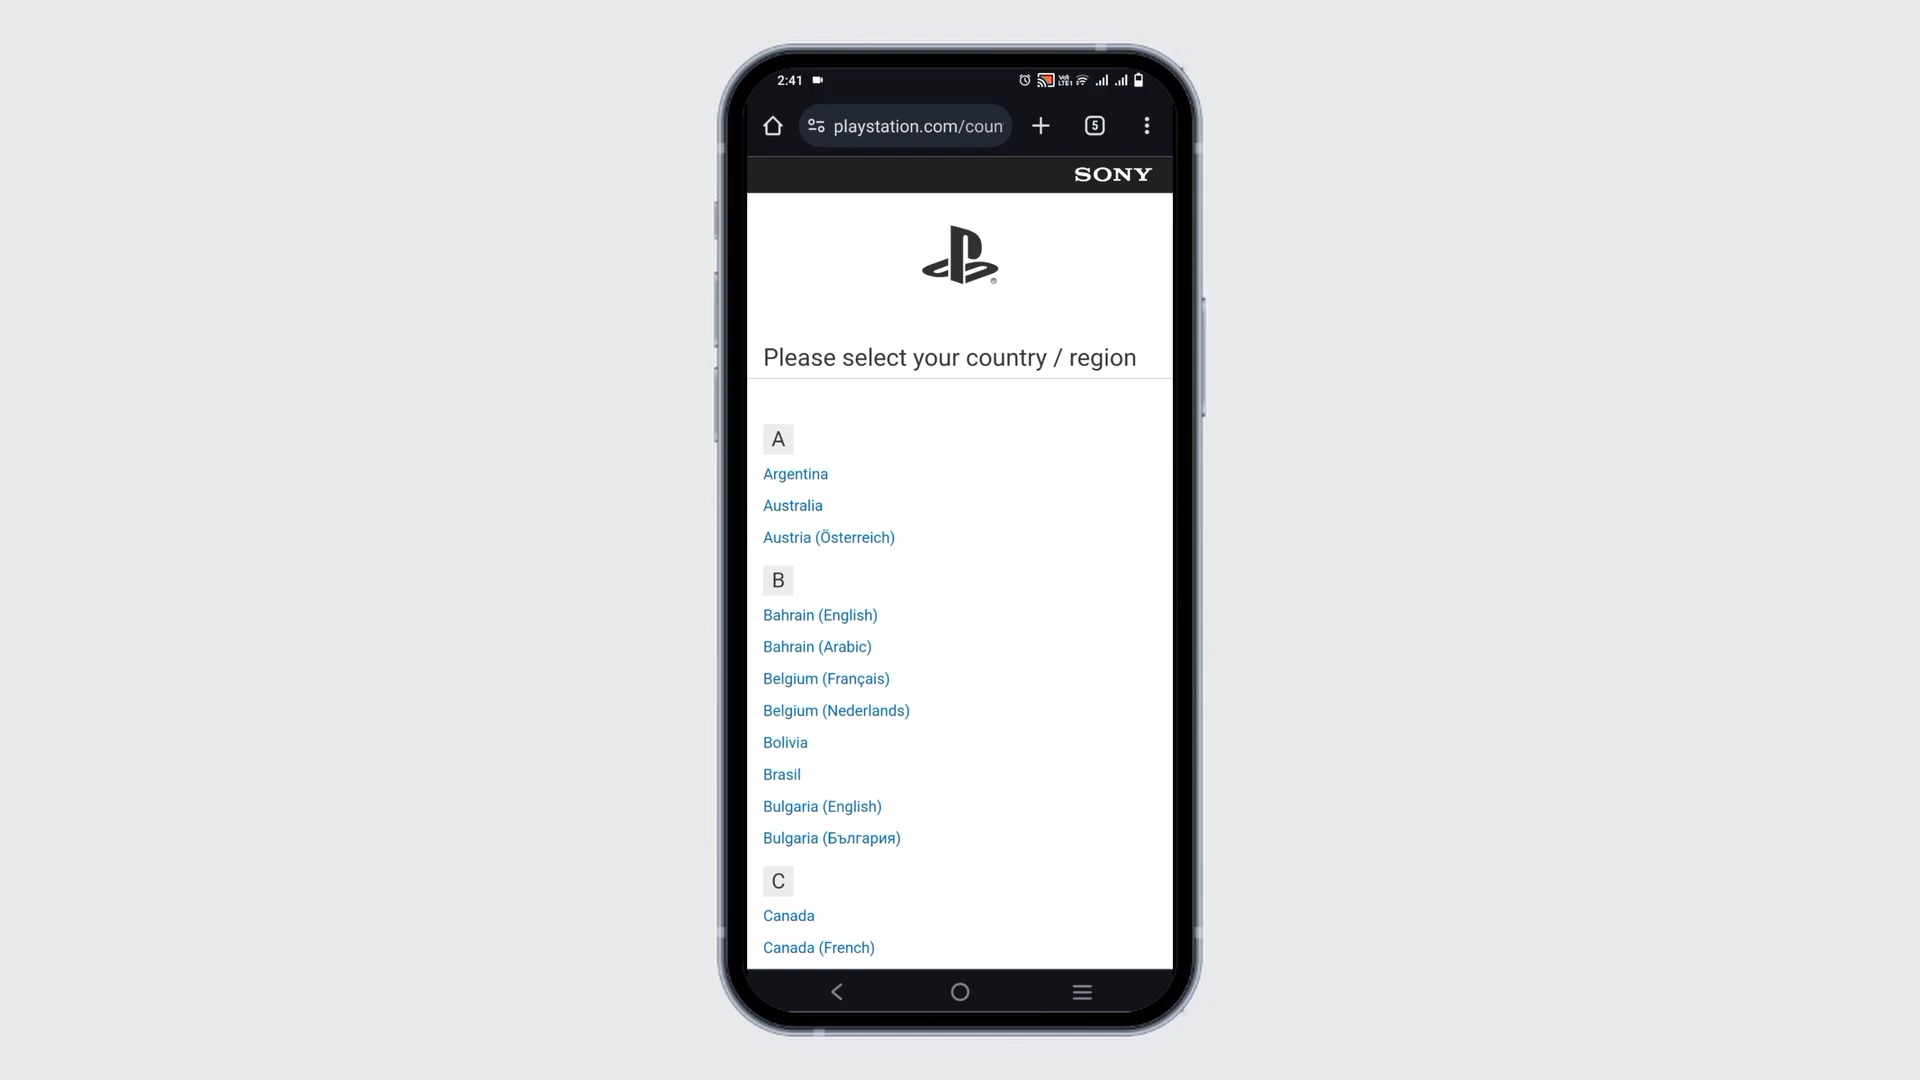 2:41
playstation.com/coun
5
SONY
Please select your country / region
A
Argentina
Australia
Austria (Österreich)
B
Bahrain (English)
Bahrain (Arabic)
Belgium (Français)
Belgium (Nederlands)
Bolivia
Brasil
Bulgaria (English)
Bulgaria (България)
C
Canada
Canada (French)